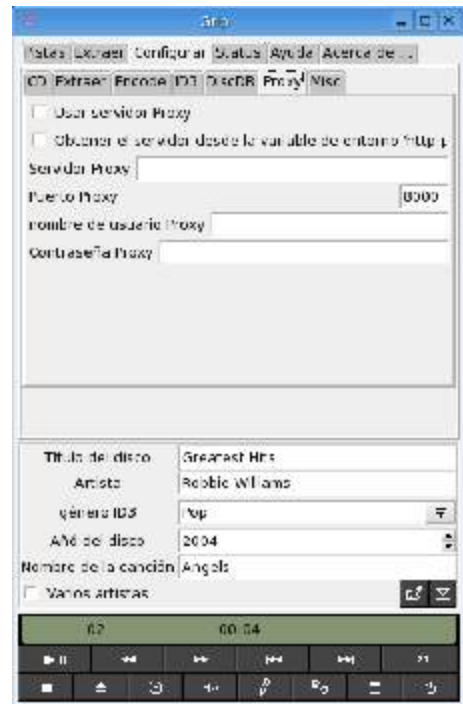 Grip
Pistas Extraer Configurar Status Ayuda Acerca de ...
CD Extraer Encode ID3 DiscDB Proxy Misc
Usar servidor Proxy
Obtener el servidor desde la variable de entorno 'http_p
Servidor Proxy
Puerto Proxy 8000
nombre de usuario Proxy
Contraseña Proxy
Título del disco Greatest Hits
Artista Robbie Williams
género ID3 Pop
Año del disco 2004
Nombre de la canción Angels
Varios artistas
02 00:04